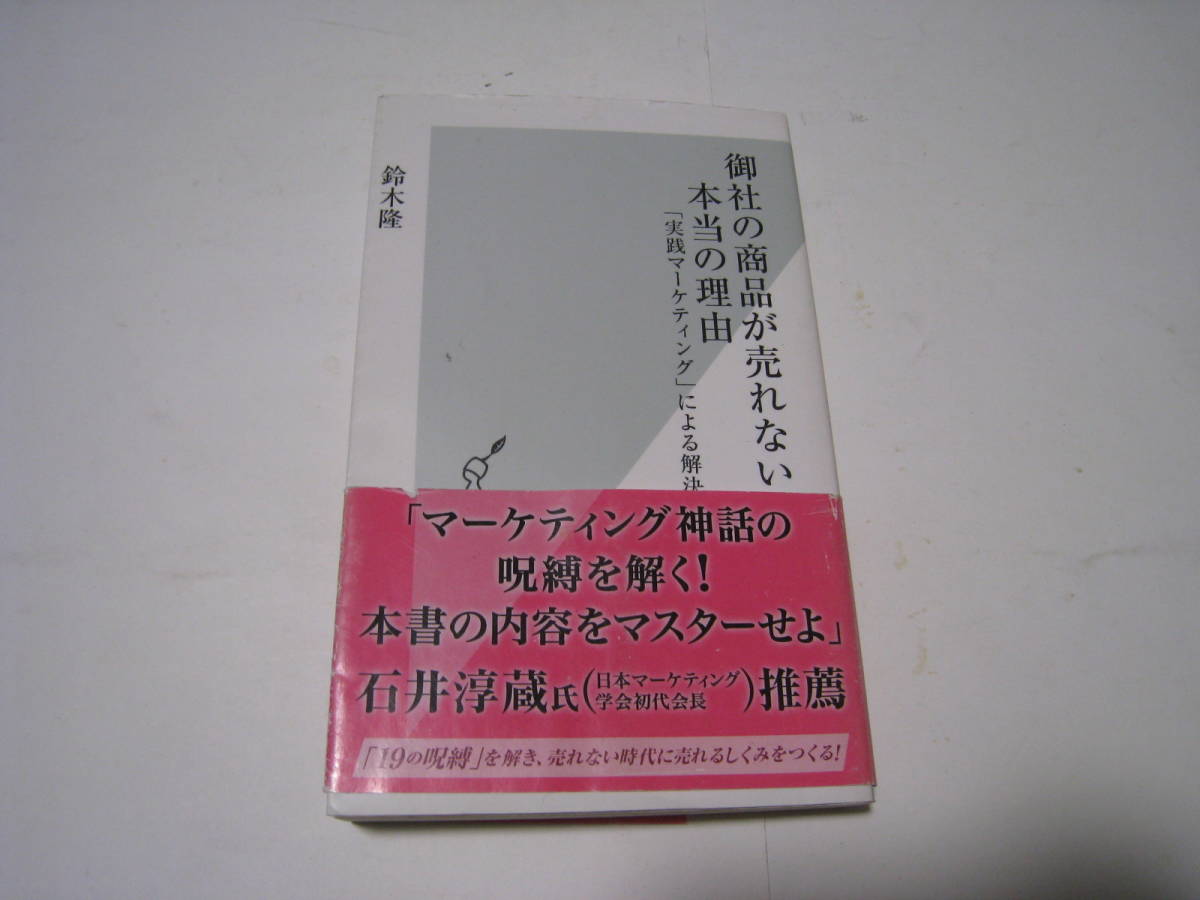 御社の商品が売れない
本当の理由
「実践マーケティング」による解決
鈴木隆
「マーケティング神話の
呪縛を解く!
本書の内容をマスターせよ」
石井淳蔵氏(日本マーケティング
学会初代会長)推薦
「19の呪縛」を解き、売れない時代に売れるしくみをつくる!